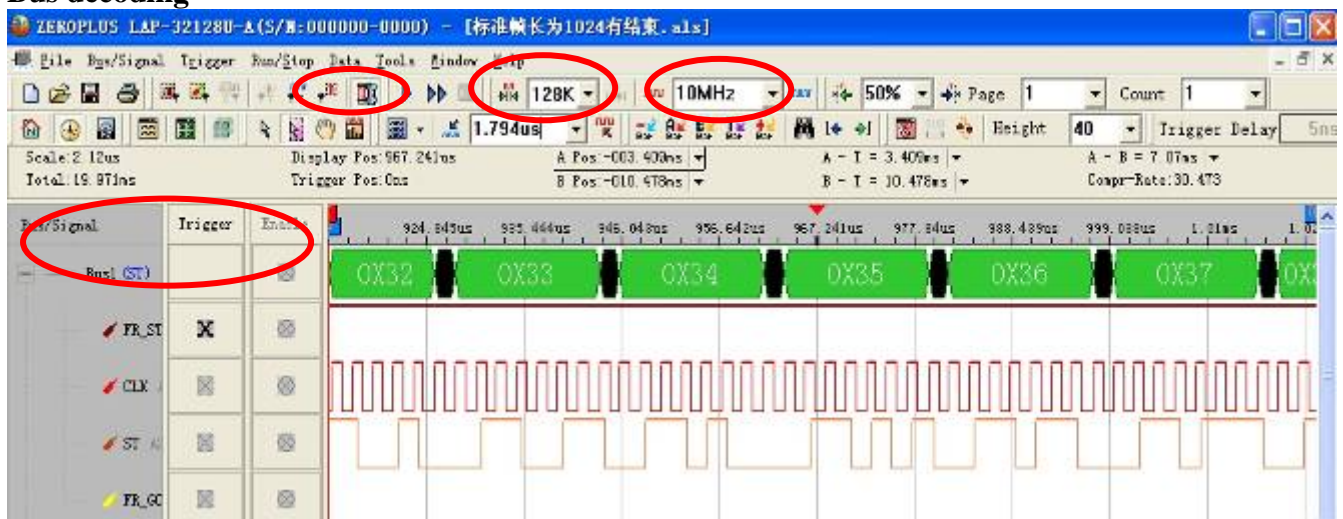 Bus decoding
ZEROPLUS LAP-32128U-A(S/N:000000-0000) - [标准帧长为1024有结束.als]
File Bus/Signal Trigger Run/Stop Data Tools Window Help
128K 10MHz 50% Page 1 Count 1
1.794us Height 40 Trigger Delay 5ns
Scale:2.12us Display Pos:967.241us A Pos:-003.409ms A - T = 3.409ms A - B = 7.07ms
Total:19.971ms Trigger Pos:0ns B Pos:-010.478ms B - T = 10.478ms Compr-Rate:30.473
Bus/Signal Trigger 924.845us 935.444us 946.043us 956.642us 967.241us 977.84us 988.439us 999.038us 1.01ms
Bus1 (ST) 0X32 0X33 0X34 0X35 0X36 0X37
FR_ST
CLK
ST
FR_GO